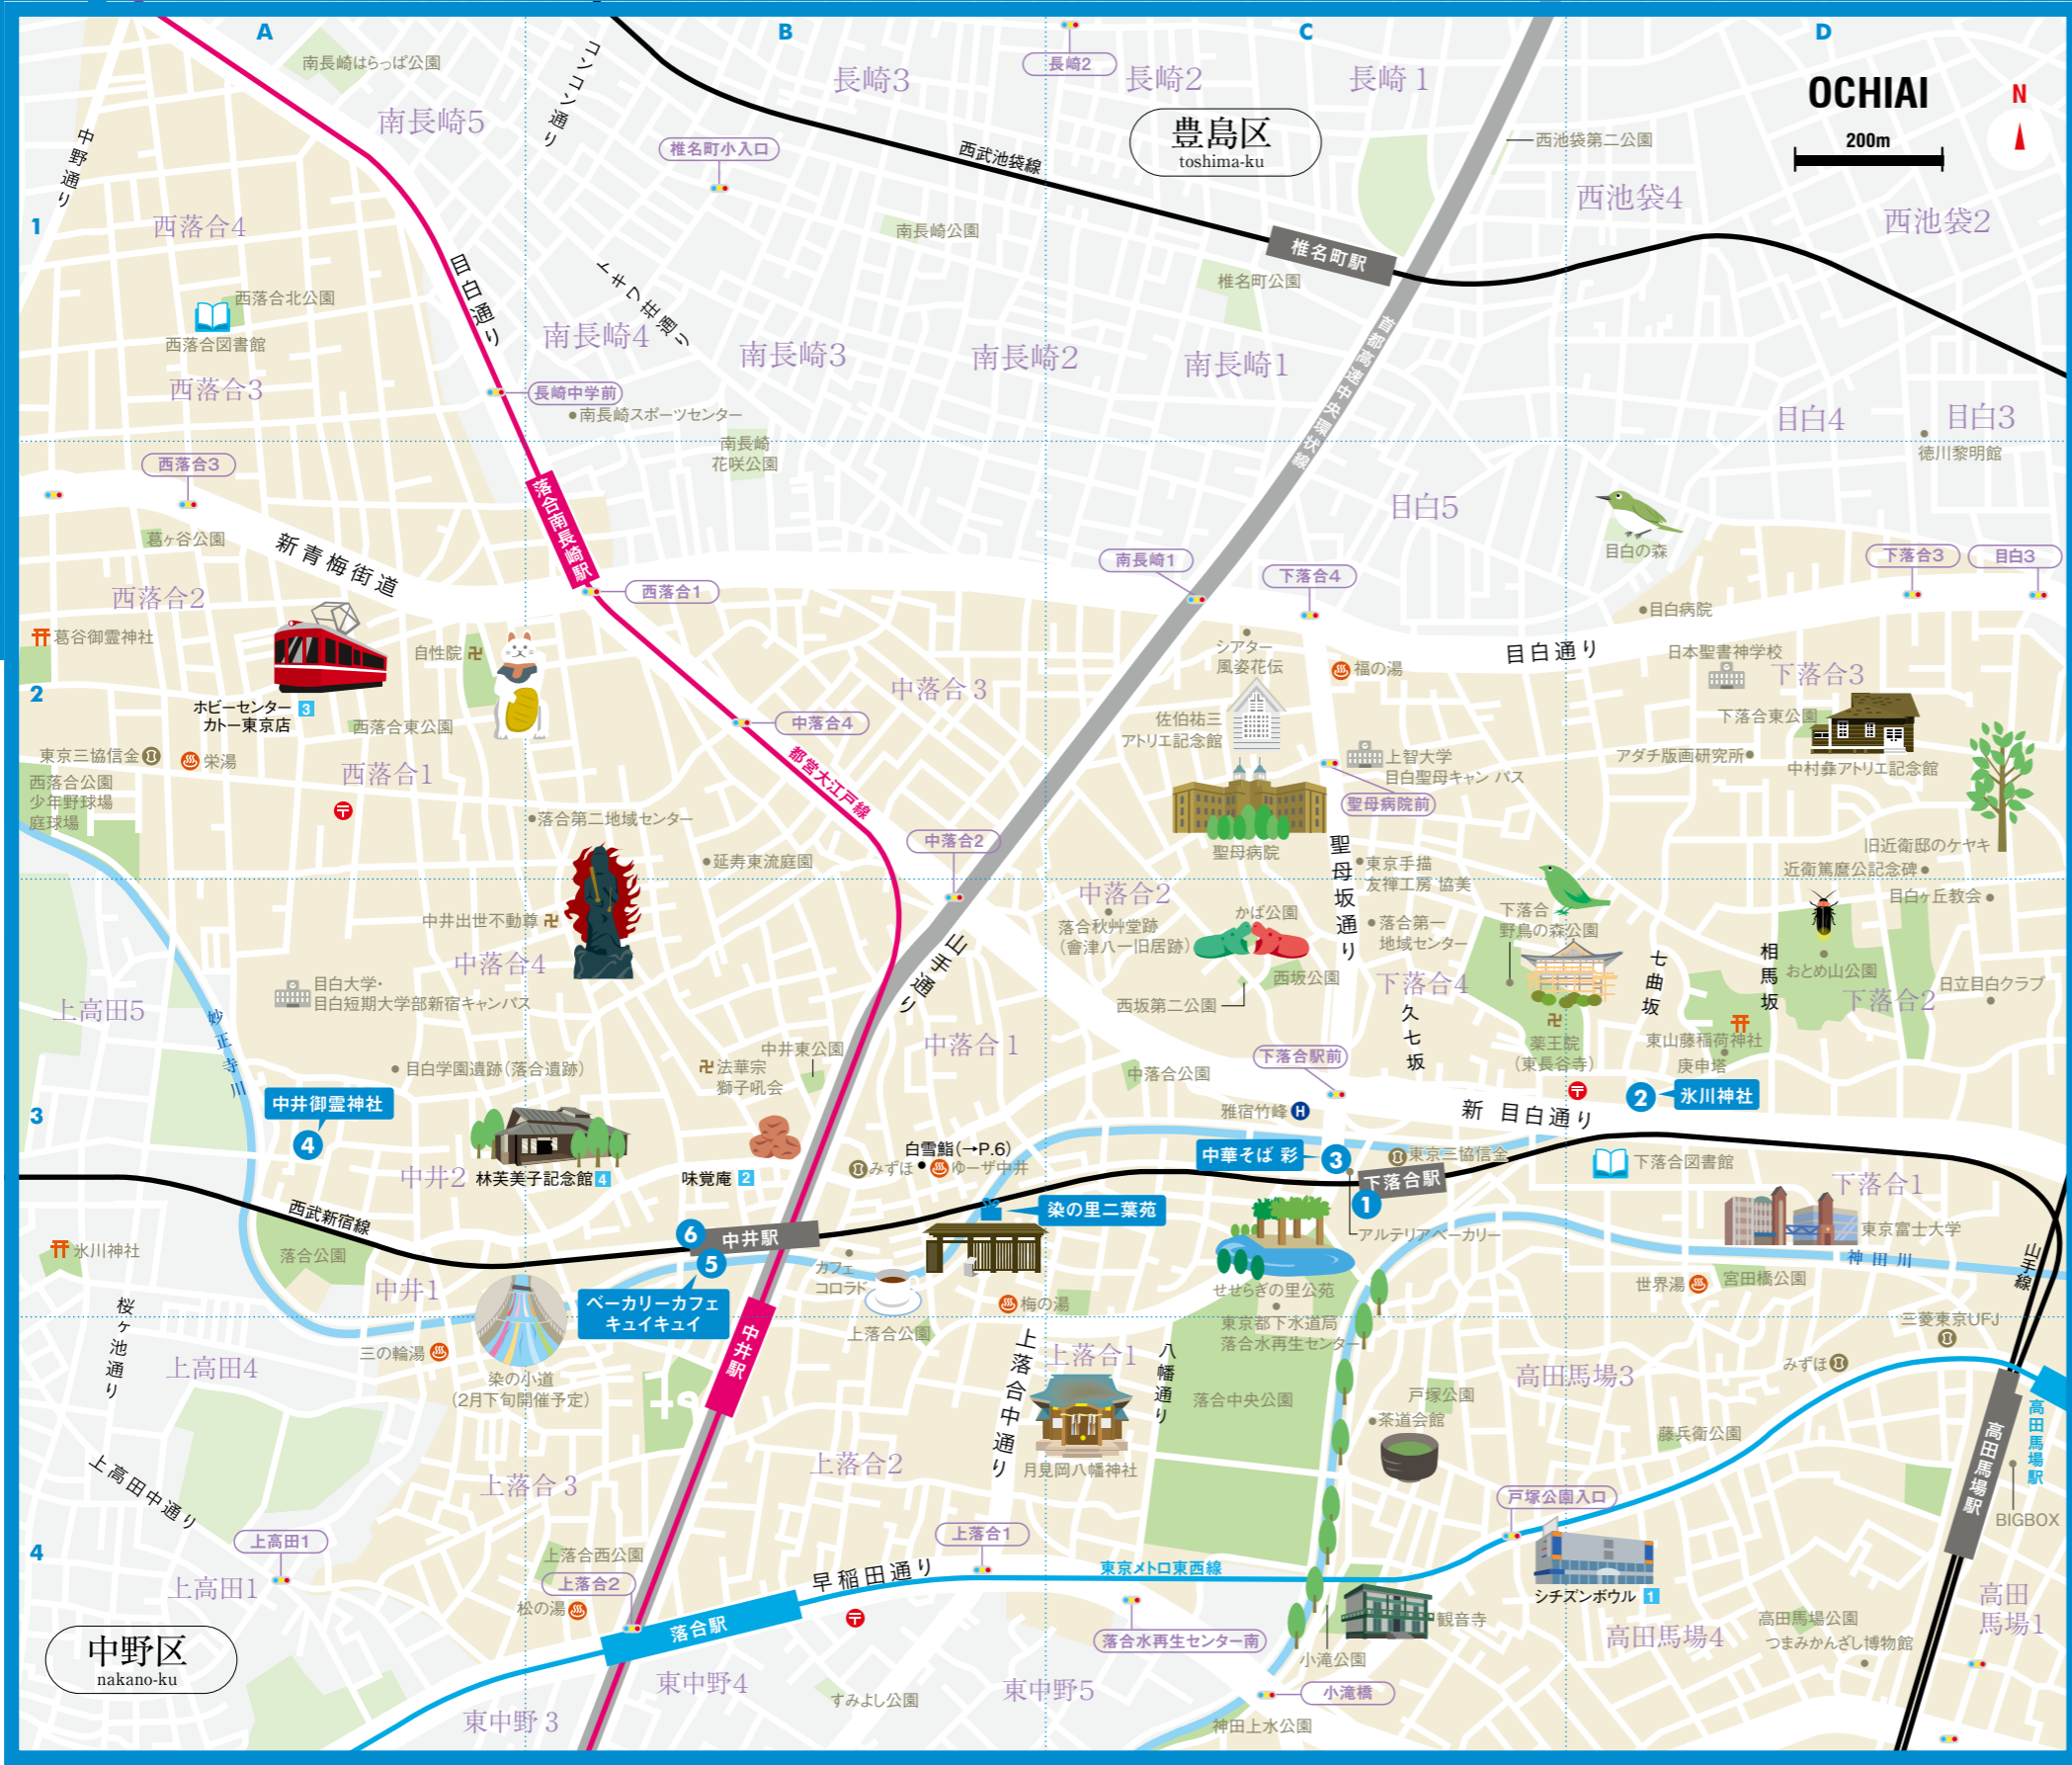 A
B
C
D
1
2
3
4
OCHIAI
N
200m
豊島区
toshima-ku
中野区
nakano-ku
南長崎はらっぱ公園
南長崎5
コンコン通り
長崎3
長崎2
長崎2
長崎1
中野通り
椎名町小入口
西武池袋線
西池袋第二公園
西池袋4
西池袋2
西落合4
南長崎公園
椎名町駅
椎名町公園
目白通り
トキワ荘通り
西落合北公園
西落合図書館
西落合3
南長崎4
南長崎3
南長崎2
南長崎1
首都高速中央環状線
長崎中学前
南長崎スポーツセンター
目白4
目白3
徳川黎明館
南長崎
花咲公園
西落合3
落合南長崎駅
目白5
目白の森
葛ヶ谷公園
新青梅街道
西落合2
西落合1
南長崎1
下落合4
下落合3
目白3
目白病院
葛谷御霊神社
自性院
シアター
風姿花伝
福の湯
目白通り
日本聖書神学校
下落合3
中落合3
ホビーセンター
カトー東京店
3
西落合東公園
中落合4
佐伯祐三
アトリエ記念館
下落合東公園
東京三協信金
栄湯
西落合1
都営大江戸線
上智大学
目白聖母キャンパス
アダチ版画研究所
中村彝アトリエ記念館
西落合公園
少年野球場
庭球場
聖母病院前
落合第二地域センター
中落合2
聖母病院
聖母坂通り
旧近衛邸のケヤキ
延寿東流庭園
東京手描
友禅工房 協美
近衛篤麿公記念碑
中落合2
目白ヶ丘教会
中井出世不動尊
落合秋艸堂跡
(會津八一旧居跡)
かば公園
落合第一
地域センター
下落合
野鳥の森公園
中落合4
山手通り
西坂公園
七曲坂
相馬坂
おとめ山公園
目白大学・
目白短期大学部新宿キャンパス
西坂第二公園
下落合4
下落合2
日立目白クラブ
上高田5
妙正寺川
久七坂
中落合1
薬王院
(東長谷寺)
東山藤稲荷神社
庚申塔
中井東公園
下落合駅前
目白学園遺跡(落合遺跡)
法華宗
獅子吼会
中落合公園
中井御霊神社
4
雅宿竹峰
H
新目白通り
2
氷川神社
白雪鮨(→P.6)
みずほ
ゆーザ中井
中華そば 彩
3
東京三協信金
下落合図書館
中井2
林芙美子記念館
4
味覚庵
2
下落合駅
1
下落合1
西武新宿線
染の里二葉苑
東京富士大学
氷川神社
落合公園
6
中井駅
5
アルテリアベーカリー
神田川
山手線
中井1
カフェ
コロラド
せせらぎの里公苑
世界湯
宮田橋公園
ベーカリーカフェ
キュイキュイ
梅の湯
桜ヶ池通り
上落合公園
東京都下水道局
落合水再生センター
三菱東京UFJ
三の輪湯
中井駅
上落合中通り
上落合1
八幡通り
みずほ
上高田4
染の小道
(2月下旬開催予定)
高田馬場3
落合中央公園
戸塚公園
茶道会館
高田馬場駅
高田馬場駅
藤兵衛公園
上高田中通り
上落合3
上落合2
月見岡八幡神社
戸塚公園入口
BIGBOX
上高田1
上落合1
上落合西公園
早稲田通り
東京メトロ東西線
上高田1
上落合2
松の湯
シチズンボウル
1
高田
馬場1
落合駅
落合水再生センター南
観音寺
高田馬場公園
高田馬場4
つまみかんざし博物館
小滝公園
東中野4
すみよし公園
東中野5
小滝橋
東中野3
神田上水公園